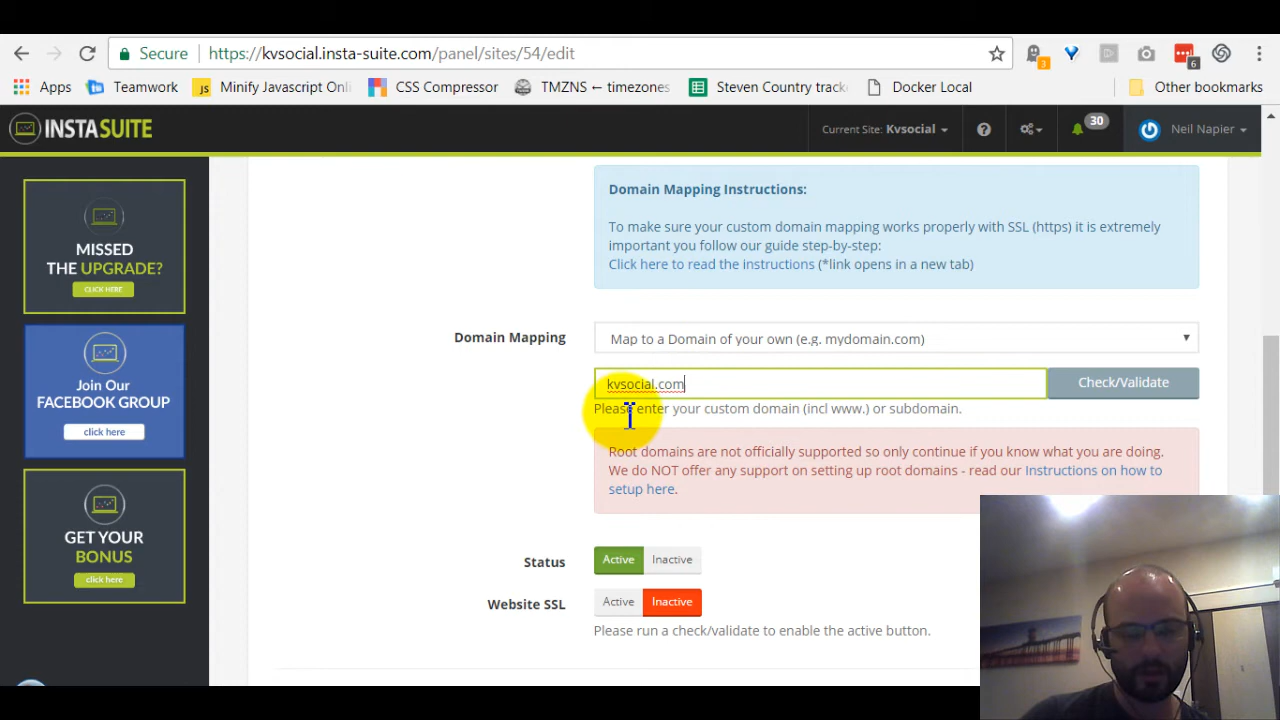 Secure
https://kvsocial.insta-suite.com/panel/sites/54/edit
3
6
Apps
Teamwork
JS
Minify Javascript Onli
CSS Compressor
TMZNS ← timezones
Steven Country track
Docker Local
Other bookmarks
INSTASUITE
Current Site: Kvsocial
30
Neil Napier
MISSED
THE UPGRADE?
CLICK HERE
Join Our
FACEBOOK GROUP
click here
GET YOUR
BONUS
click here
Domain Mapping Instructions:
To make sure your custom domain mapping works properly with SSL (https) it is extremely
important you follow our guide step-by-step:
Click here to read the instructions (*link opens in a new tab)
Domain Mapping
Map to a Domain of your own (e.g. mydomain.com)
kvsocial.com
Check/Validate
Please enter your custom domain (incl www.) or subdomain.
Root domains are not officially supported so only continue if you know what you are doing.
We do NOT offer any support on setting up root domains - read our Instructions on how to
setup here.
Status
Active
Inactive
Website SSL
Active
Inactive
Please run a check/validate to enable the active button.